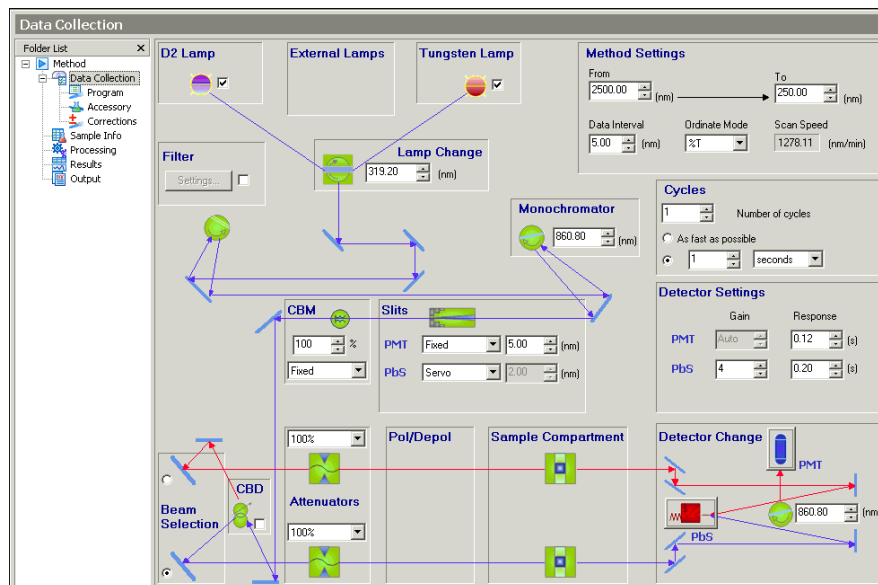 Data Collection
Folder List
Method
Data Collection
Program
Accessory
Corrections
Sample Info
Processing
Results
Output
D2 Lamp
External Lamps
Tungsten Lamp
Method Settings
From
To
2500.00 (nm)
250.00 (nm)
Data Interval
Ordinate Mode
Scan Speed
5.00 (nm)
%T
1278.11 (nm/min)
Filter
Settings...
Lamp Change
319.20 (nm)
Monochromator
860.80 (nm)
Cycles
1 Number of cycles
As fast as possible
1 seconds
CBM
100 %
Fixed
Slits
PMT Fixed 5.00 (nm)
PbS Servo 2.00 (nm)
Detector Settings
Gain Response
PMT Auto 0.12 (s)
PbS 4 0.20 (s)
Beam Selection
CBD
100%
Attenuators
100%
Pol/Depol
Sample Compartment
Detector Change
PMT
860.80 (nm
PbS